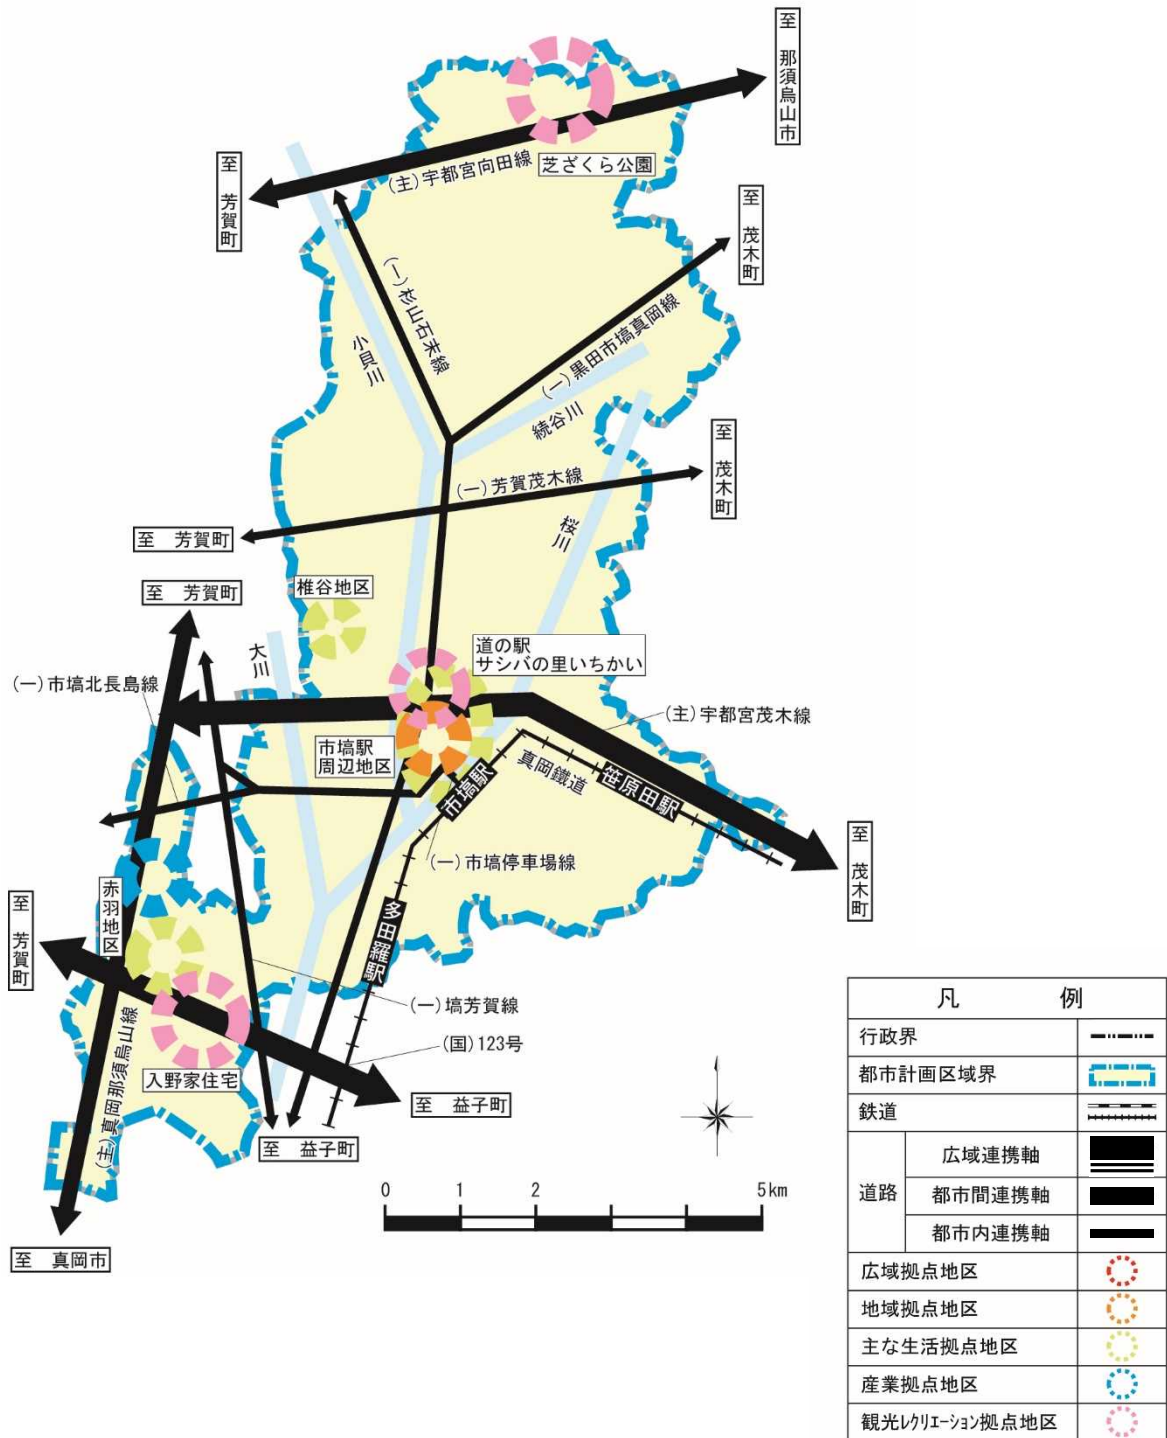 至 那須烏山市
至 芳賀町
(主)宇都宮向田線
芝ざくら公園
至 茂木町
(一)杉山石末線
小貝川
(一)黒田市塙真岡線
続谷川
至 茂木町
(一)芳賀茂木線
桜川
至 芳賀町
椎谷地区
至 芳賀町
大川
道の駅
サシバの里いちかい
(一)市塙北長島線
(主)宇都宮茂木線
市塙駅
周辺地区
真岡鐵道
市塙駅
笹原田駅
(一)市塙停車場線
至 茂木町
赤羽地区
至 芳賀町
多田羅駅
(一)塙芳賀線
(国)123号
入野家住宅
(主)真岡那須烏山線
至 益子町
至 益子町
至 真岡市
0 1 2 5km
凡 例
行政界
都市計画区域界
鉄道
道路
広域連携軸
都市間連携軸
都市内連携軸
広域拠点地区
地域拠点地区
主な生活拠点地区
産業拠点地区
観光レクリエーション拠点地区